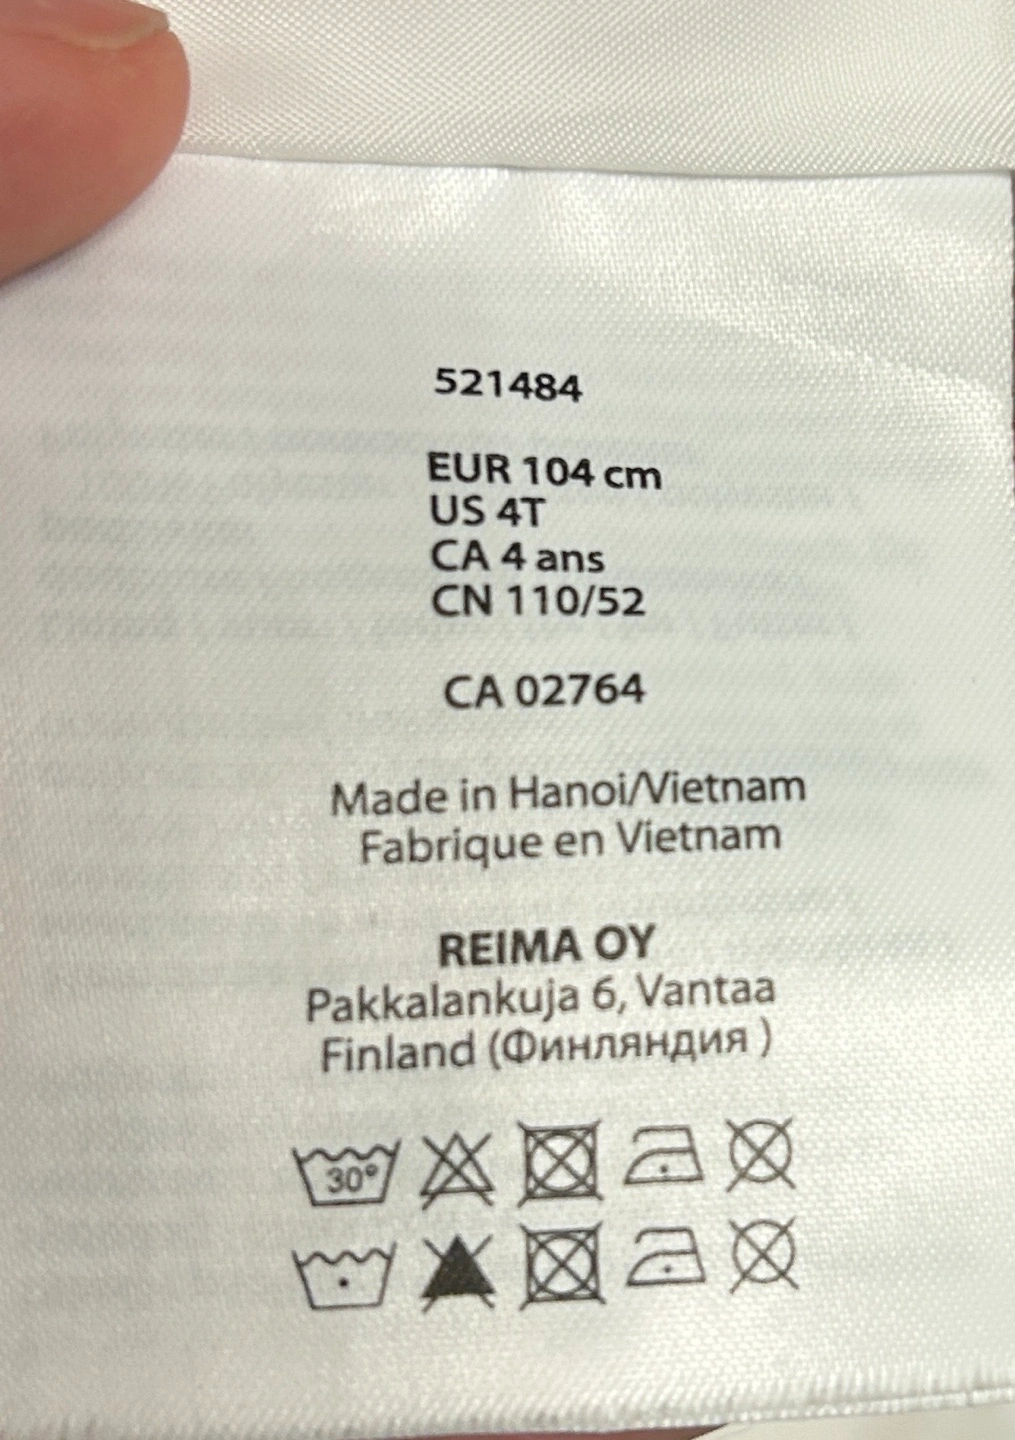 521484
EUR 104 cm
US 4T
CA 4 ans
CN 110/52
CA 02764
Made in Hanoi/Vietnam
Fabrique en Vietnam
REIMA OY
Pakkalankuja 6, Vantaa
Finland (Финляндия )
30°